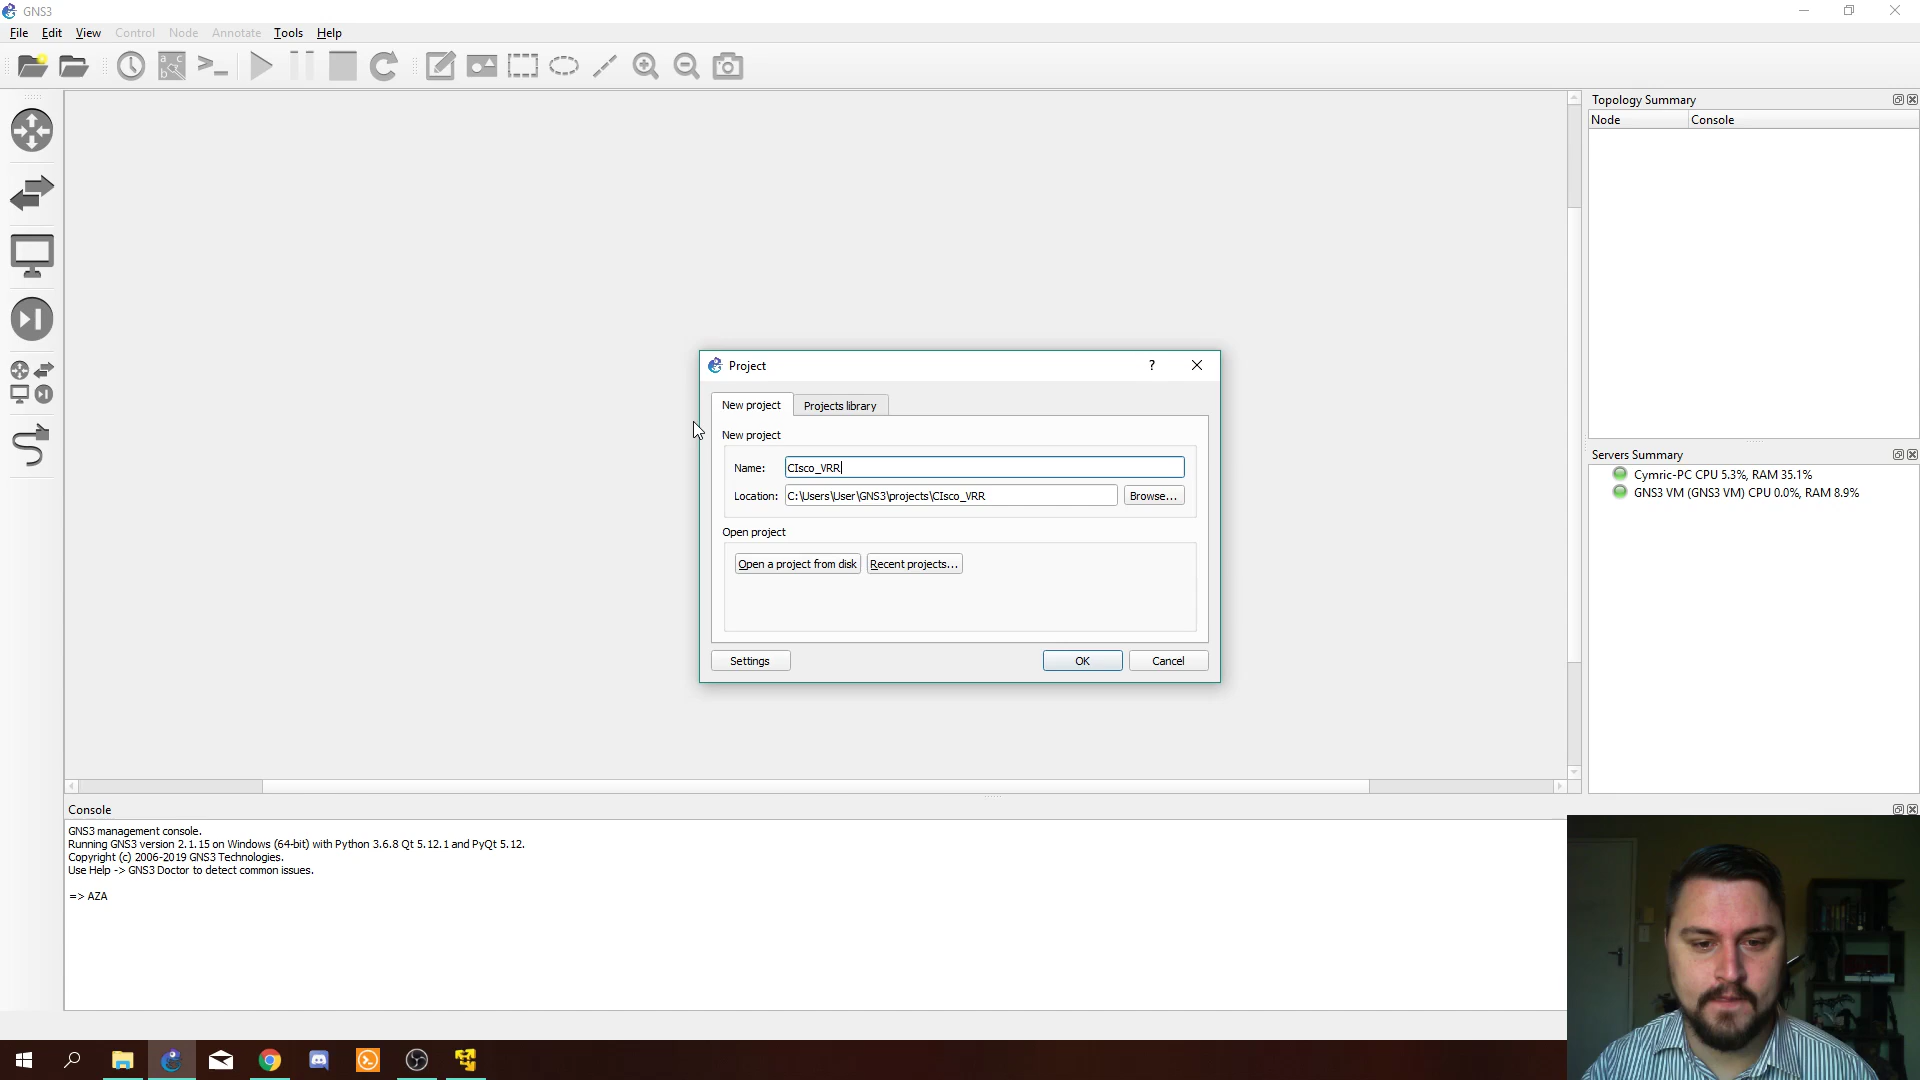 GNS3
File Edit View Control Node Annotate Tools Help
Topology Summary
Node Console
Project ?
New project Projects library
New project
Name: CIsco_VRR
Location: C:\Users\User\GNS3\projects\CIsco_VRR Browse...
Open project
Open a project from disk Recent projects...
Settings OK Cancel
Servers Summary
Cymric-PC CPU 5.3%, RAM 35.1%
GNS3 VM (GNS3 VM) CPU 0.0%, RAM 8.9%
Console
GNS3 management console.
Running GNS3 version 2.1.15 on Windows (64-bit) with Python 3.6.8 Qt 5.12.1 and PyQt 5.12.
Copyright (c) 2006-2019 GNS3 Technologies.
Use Help -> GNS3 Doctor to detect common issues.
=> AZA